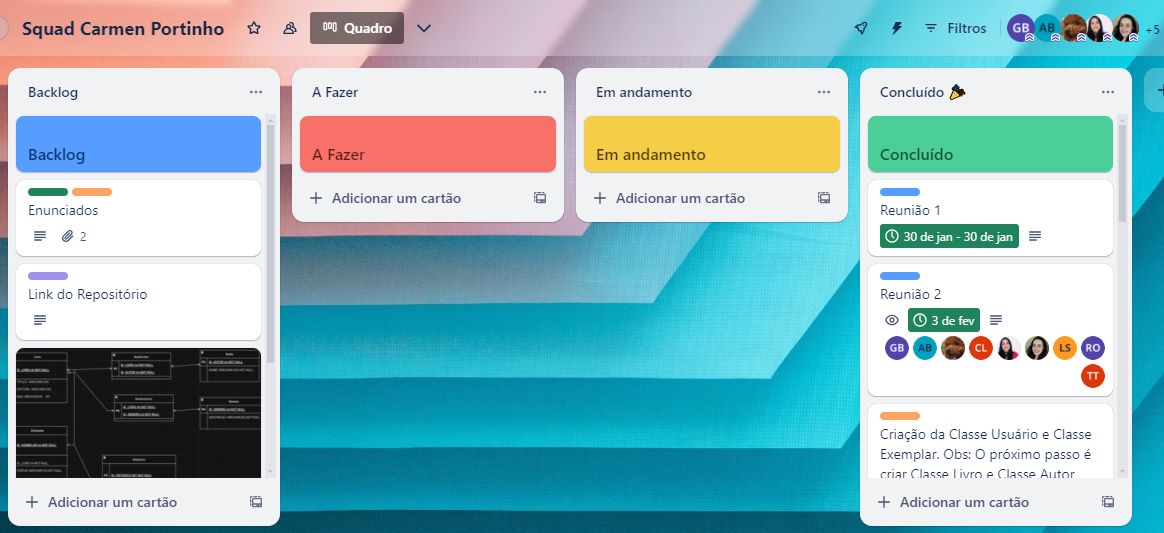 Squad Carmen Portinho
Quadro
Filtros
GB
AB
+5
Backlog
Backlog
Enunciados
2
Link do Repositório
Adicionar um cartão
A Fazer
A Fazer
Adicionar um cartão
Em andamento
Em andamento
Adicionar um cartão
Concluído
Concluído
Reunião 1
30 de jan - 30 de jan
Reunião 2
3 de fev
GB AB CL LS RO
TT
Criação da Classe Usuário e Classe
Exemplar. Obs: O próximo passo é
criar Classe Livro e Classe Autor
Adicionar um cartão